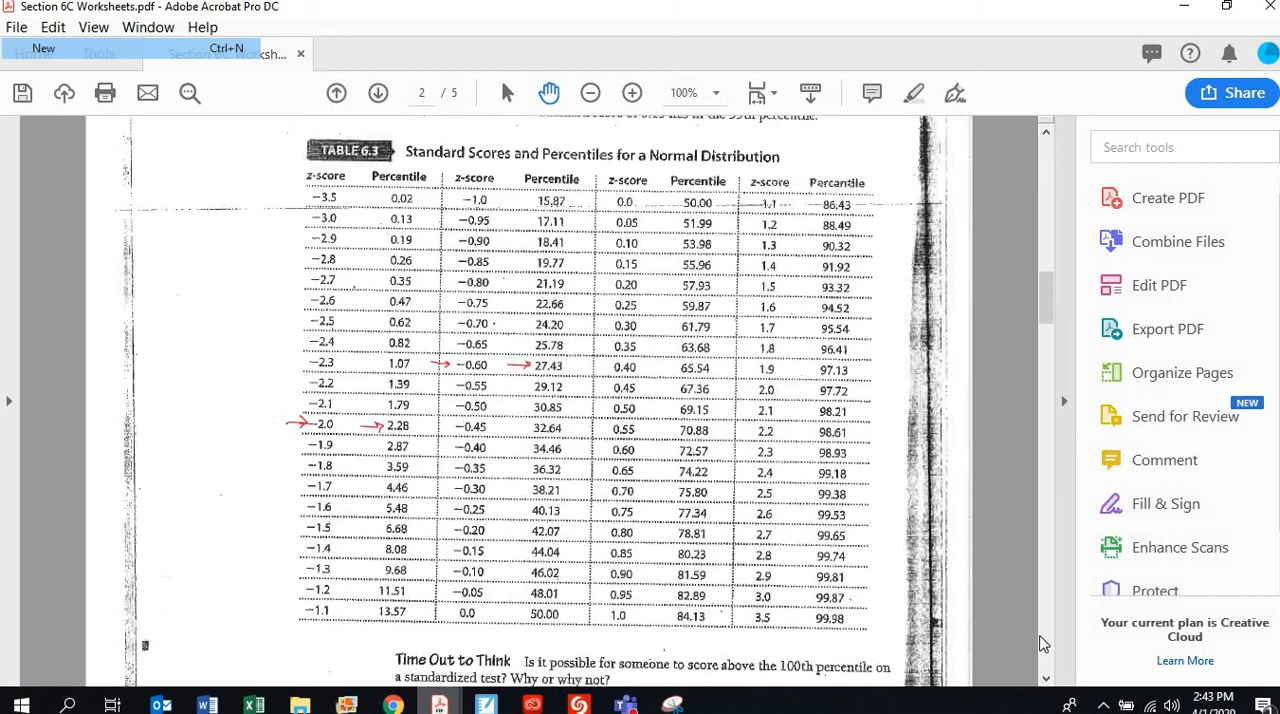 Section 6C Worksheets.pdf - Adobe Acrobat Pro DC
File Edit View Window Help
New Ctrl+N
Home Tools Section 6C Worksh... ×
2 / 5 100% Share
TABLE 6.3 Standard Scores and Percentiles for a Normal Distribution
z-score Percentile z-score Percentile z-score Percentile z-score Percentile
−3.5 0.02 −1.0 15.87 0.0 50.00 1.1 86.43
−3.0 0.13 −0.95 17.11 0.05 51.99 1.2 88.49
−2.9 0.19 −0.90 18.41 0.10 53.98 1.3 90.32
−2.8 0.26 −0.85 19.77 0.15 55.96 1.4 91.92
−2.7 0.35 −0.80 21.19 0.20 57.93 1.5 93.32
−2.6 0.47 −0.75 22.66 0.25 59.87 1.6 94.52
−2.5 0.62 −0.70 24.20 0.30 61.79 1.7 95.54
−2.4 0.82 −0.65 25.78 0.35 63.68 1.8 96.41
−2.3 1.07 → −0.60 → 27.43 0.40 65.54 1.9 97.13
−2.2 1.39 −0.55 29.12 0.45 67.36 2.0 97.72
−2.1 1.79 −0.50 30.85 0.50 69.15 2.1 98.21
→ −2.0 → 2.28 −0.45 32.64 0.55 70.88 2.2 98.61
−1.9 2.87 −0.40 34.46 0.60 72.57 2.3 98.93
−1.8 3.59 −0.35 36.32 0.65 74.22 2.4 99.18
−1.7 4.46 −0.30 38.21 0.70 75.80 2.5 99.38
−1.6 5.48 −0.25 40.13 0.75 77.34 2.6 99.53
−1.5 6.68 −0.20 42.07 0.80 78.81 2.7 99.65
−1.4 8.08 −0.15 44.04 0.85 80.23 2.8 99.74
−1.3 9.68 −0.10 46.02 0.90 81.59 2.9 99.81
−1.2 11.51 −0.05 48.01 0.95 82.89 3.0 99.87
−1.1 13.57 0.0 50.00 1.0 84.13 3.5 99.98
Time Out to Think Is it possible for someone to score above the 100th percentile on
a standardized test? Why or why not?
Search tools
Create PDF
Combine Files
Edit PDF
Export PDF
Organize Pages
NEW
Send for Review
Comment
Fill & Sign
Enhance Scans
Protect
Your current plan is Creative
Cloud
Learn More
2:43 PM
4/1/2020